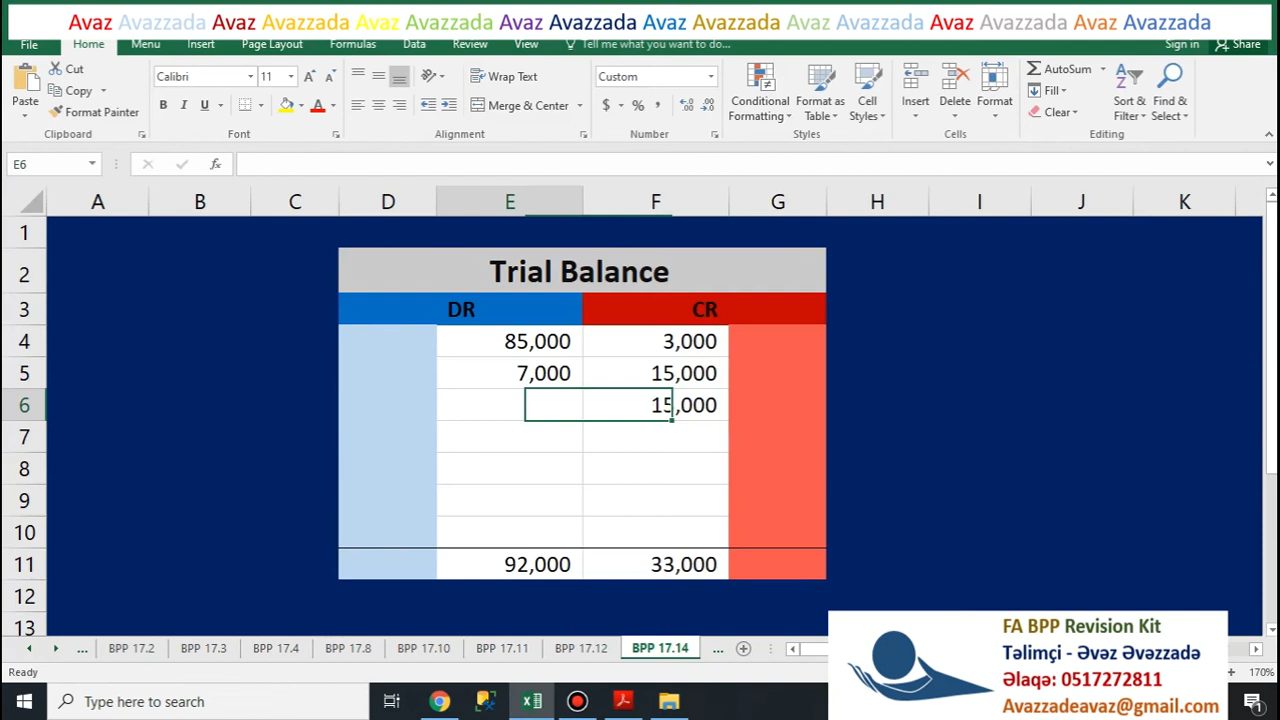 Avaz Avazzada Avaz Avazzada Avaz Avazzada Avaz Avazzada Avaz Avazzada Avaz Avazzada Avaz Avazzada Avaz Avazzada
File Home Menu Insert Page Layout Formulas Data Review View Tell me what you want to do... Sign in Share
Paste Cut Copy Format Painter Clipboard
Calibri 11 A A B I U A Font
Wrap Text Merge & Center Alignment
Custom $ % , Number
Conditional Formatting Format as Table Cell Styles Styles
Insert Delete Format Cells
AutoSum Fill Clear Sort & Filter Find & Select Editing
E6 fx
A B C D E F G H I J K
1
2 Trial Balance
3 DR CR
4 85,000 3,000
5 7,000 15,000
6 15,000
7
8
9
10
11 92,000 33,000
12
13
... BPP 17.2 BPP 17.3 BPP 17.4 BPP 17.8 BPP 17.10 BPP 17.11 BPP 17.12 BPP 17.14 ...
Ready 170%
FA BPP Revision Kit
Təlimçi - Əvəz Əvəzzadə
Əlaqə: 0517272811
Avazzadeavaz@gmail.com
Type here to search
1